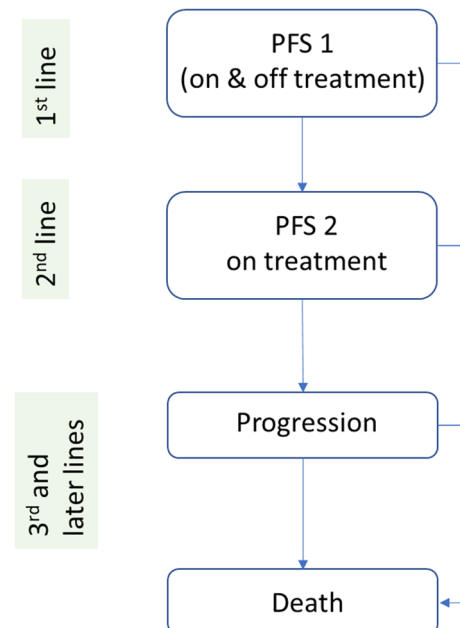 1st line
PFS 1
(on & off treatment)
2nd line
PFS 2
on treatment
3rd and
later lines
Progression
Death